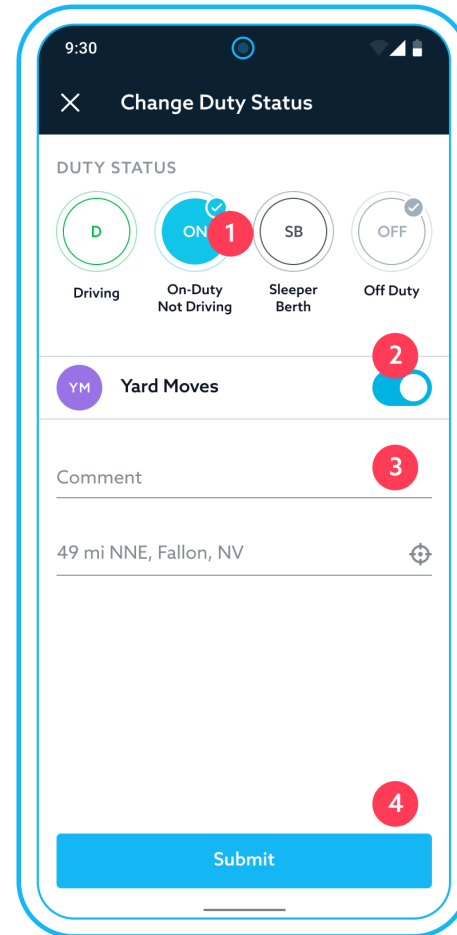 9:30
Change Duty Status
DUTY STATUS
D ON 1 SB OFF
Driving On-Duty Sleeper Off Duty
Not Driving Berth
2
YM Yard Moves
3
Comment
49 mi NNE, Fallon, NV
4
Submit